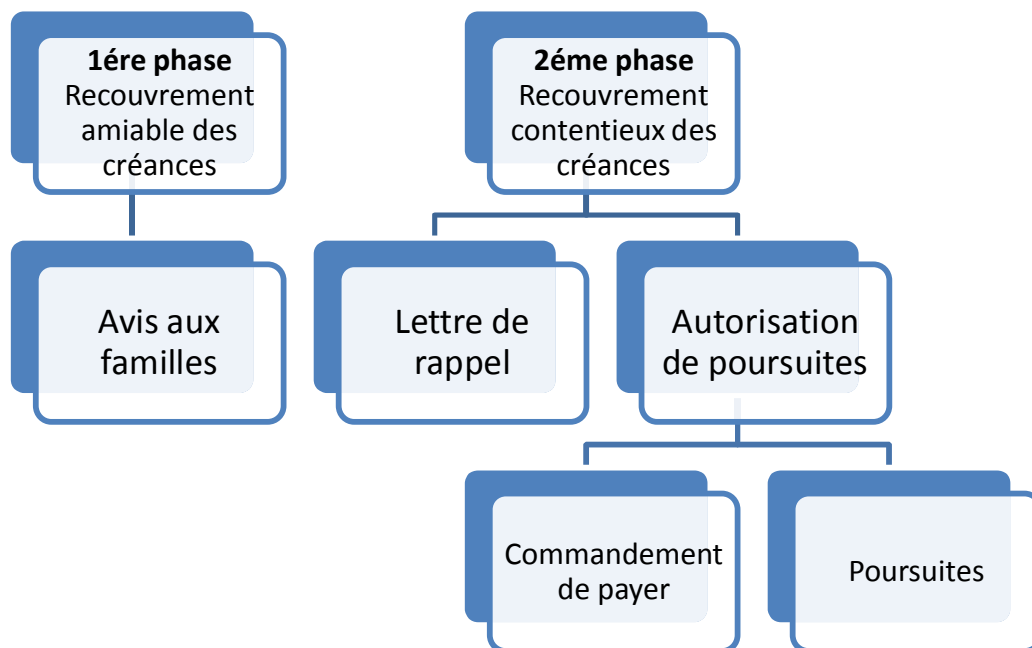 1ére phase
Recouvrement
amiable des
créances
2éme phase
Recouvrement
contentieux des
créances
Avis aux
familles
Lettre de
rappel
Autorisation
de poursuites
Commandement
de payer
Poursuites